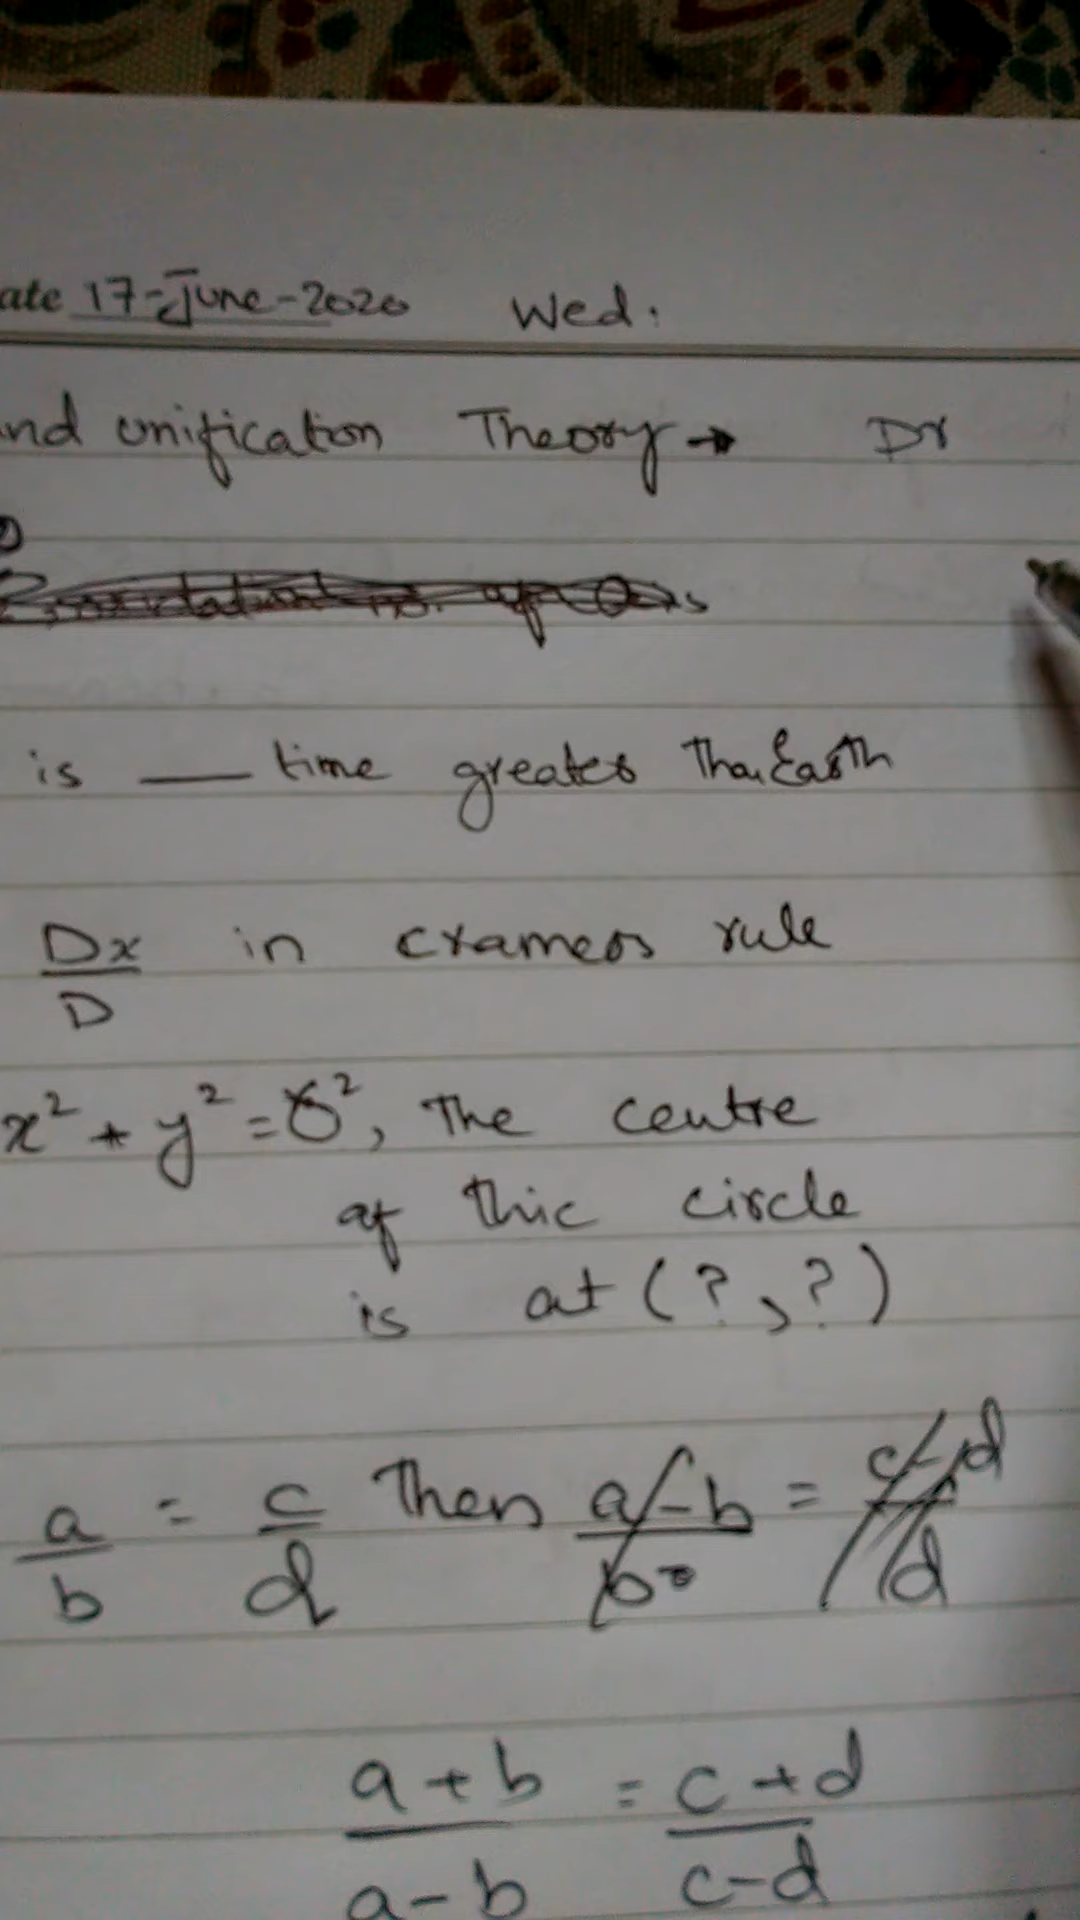 ate 17-June-2020 Wed.
nd unification Theory → Dr
is ___ time greater Than Earth
Dx/D in cramers rule
x² + y² = 8², The centre
of this circle
is at (?, ?)
a/b = c/d Then a-b/b = c-d/d
a+b/a-b = c+d/c-d